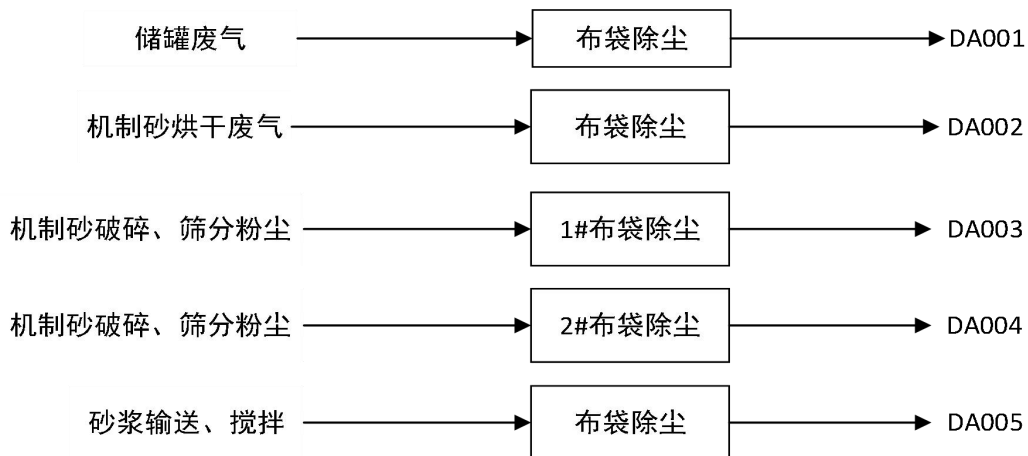 储罐废气 布袋除尘 DA001
机制砂烘干废气 布袋除尘 DA002
机制砂破碎、筛分粉尘 1#布袋除尘 DA003
机制砂破碎、筛分粉尘 2#布袋除尘 DA004
砂浆输送、搅拌 布袋除尘 DA005